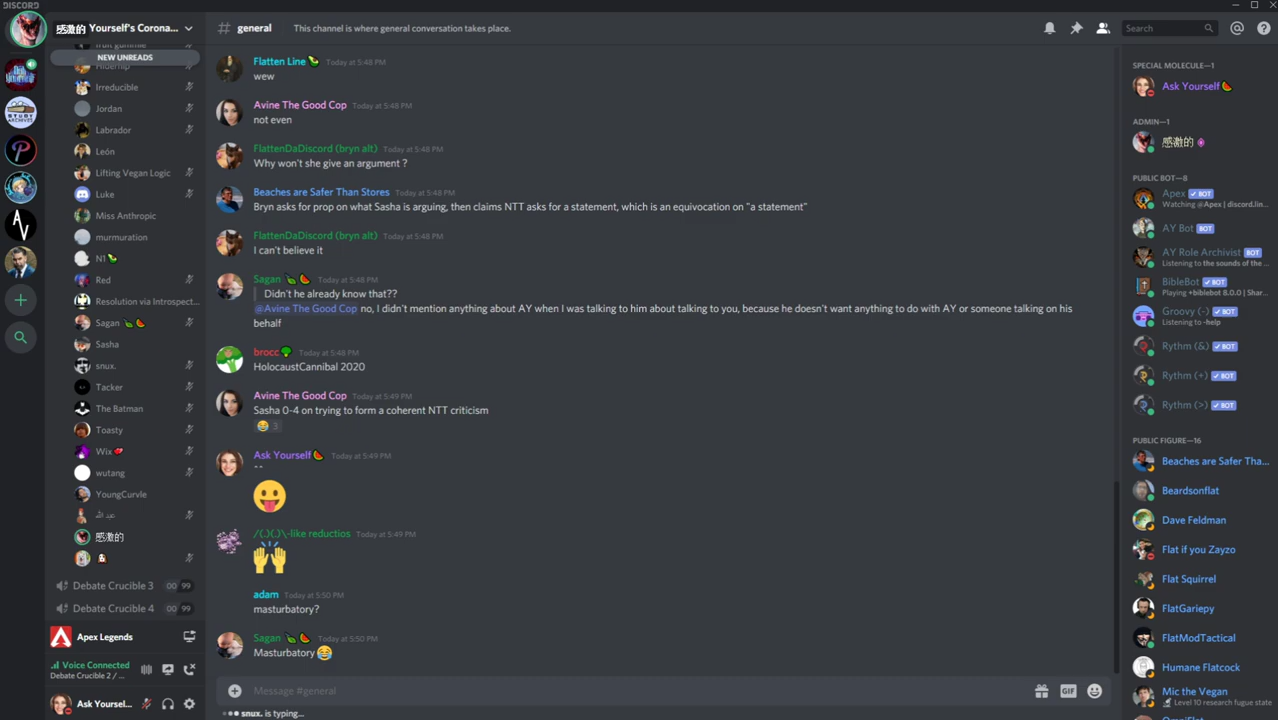 DISCORD
感激的 Yourself's Corona...
NEW UNREADS
Irreducible
Jordan
Labrador
León
Lifting Vegan Logic
Luke
Miss Anthropic
murmuration
N1
Red
Resolution via Introspect...
Sagan
Sasha
snux.
Tacker
The Batman
Toasty
Wix
wutang
YoungCurvle
感激的
Debate Crucible 3 00 99
Debate Crucible 4 00 99
Apex Legends
Voice Connected
Debate Crucible 2 / ...
Ask Yoursel...
# general This channel is where general conversation takes place.
Search
Flatten Line Today at 5:48 PM
wew
Avine The Good Cop Today at 5:48 PM
not even
FlattenDaDiscord (bryn alt) Today at 5:48 PM
Why won't she give an argument ?
Beaches are Safer Than Stores Today at 5:48 PM
Bryn asks for prop on what Sasha is arguing, then claims NTT asks for a statement, which is an equivocation on "a statement"
FlattenDaDiscord (bryn alt) Today at 5:48 PM
I can't believe it
Sagan Today at 5:48 PM
Didn't he already know that??
@Avine The Good Cop no, I didn't mention anything about AY when I was talking to him about talking to you, because he doesn't want anything to do with AY or someone talking on his
behalf
brocc Today at 5:48 PM
HolocaustCannibal 2020
Avine The Good Cop Today at 5:49 PM
Sasha 0-4 on trying to form a coherent NTT criticism
3
Ask Yourself Today at 5:49 PM
^^
/(.)(.)\-like reductios Today at 5:49 PM
adam Today at 5:50 PM
masturbatory?
Sagan Today at 5:50 PM
Masturbatory
Message #general
GIF
snux. is typing...
SPECIAL MOLECULE—1
Ask Yourself
ADMIN—1
感激的
PUBLIC BOT—8
Apex BOT
Watching @Apex | discord.lin...
AY Bot BOT
AY Role Archivist BOT
Listening to the sounds of the ...
BibleBot BOT
Playing +biblebot 8.0.0 | Shar...
Groovy (-) BOT
Listening to -help
Rythm (&) BOT
Rythm (+) BOT
Rythm (>) BOT
PUBLIC FIGURE—16
Beaches are Safer Tha...
Beardsonflat
Dave Feldman
Flat if you Zayzo
Flat Squirrel
FlatGariepy
FlatModTactical
Humane Flatcock
Mic the Vegan
Level 10 research fugue state